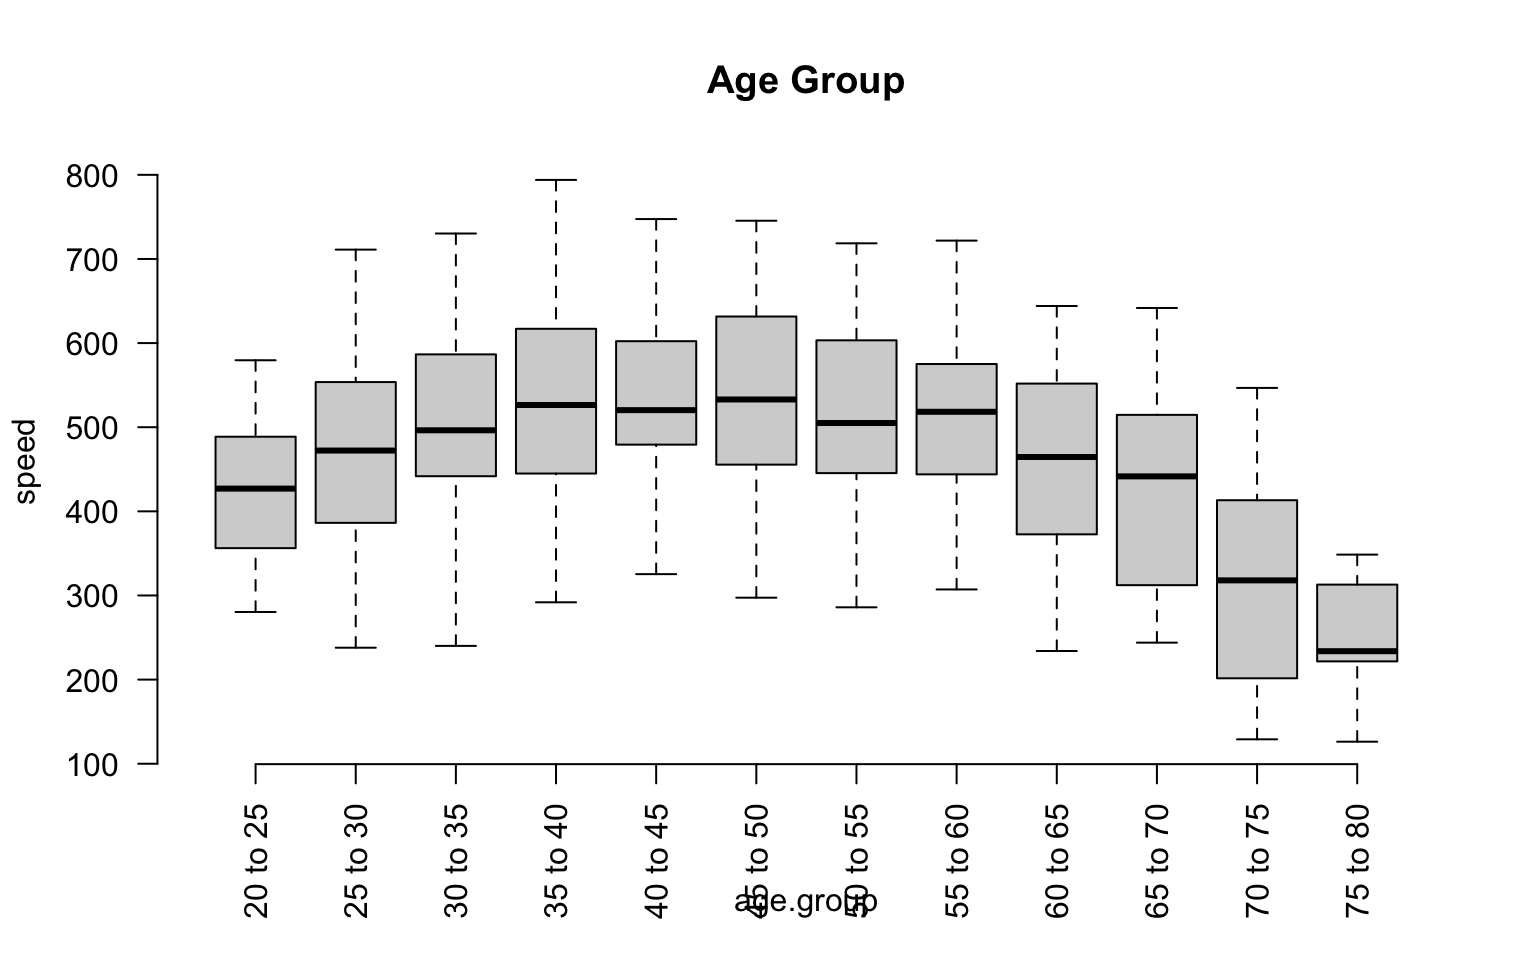 Age Group
800
700
600
500
400
300
200
100
speed
20 to 25
25 to 30
30 to 35
35 to 40
40 to 45
45 to 50
50 to 55
55 to 60
60 to 65
65 to 70
70 to 75
75 to 80
age.group